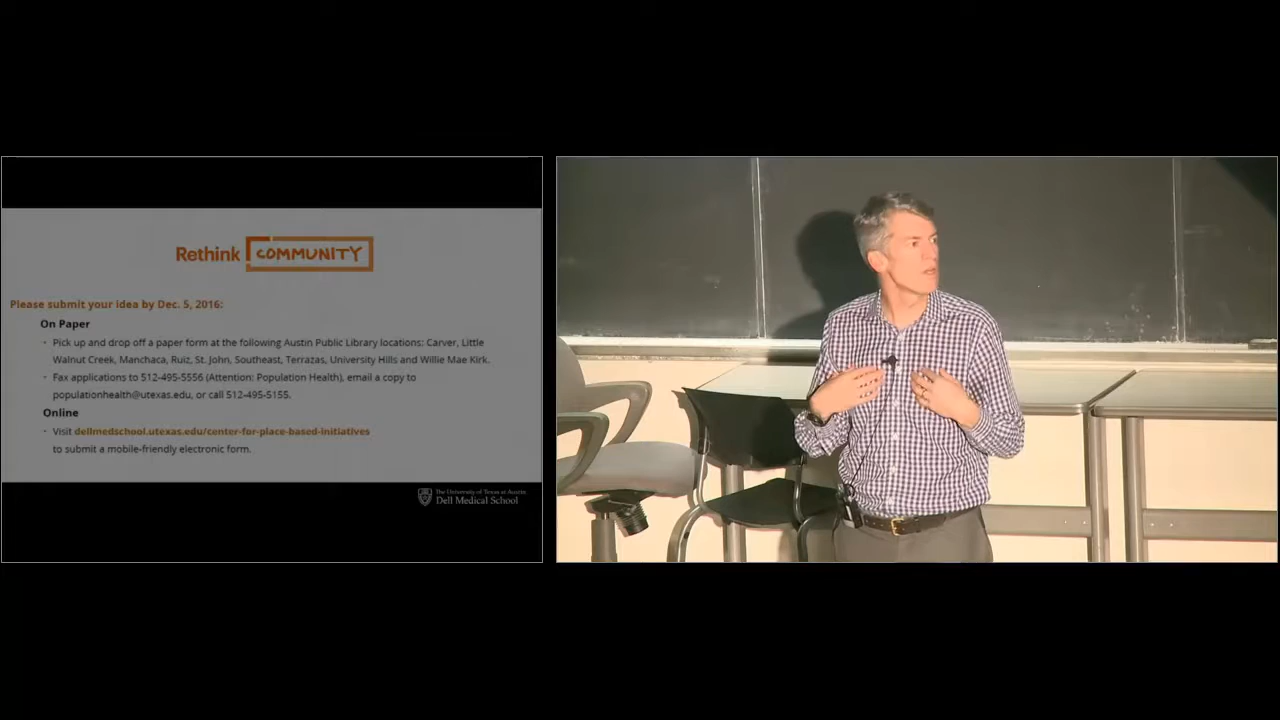 Rethink COMMUNITY
Please submit your idea by Dec. 5, 2016:
On Paper
· Pick up and drop off a paper form at the following Austin Public Library locations: Carver, Little
Walnut Creek, Manchaca, Ruiz, St. John, Southeast, Terrazas, University Hills and Willie Mae Kirk.
· Fax applications to 512-495-5556 (Attention: Population Health), email a copy to
populationhealth@utexas.edu, or call 512-495-5155.
Online
· Visit dellmedschool.utexas.edu/center-for-place-based-initiatives
to submit a mobile-friendly electronic form.
The University of Texas at Austin
Dell Medical School